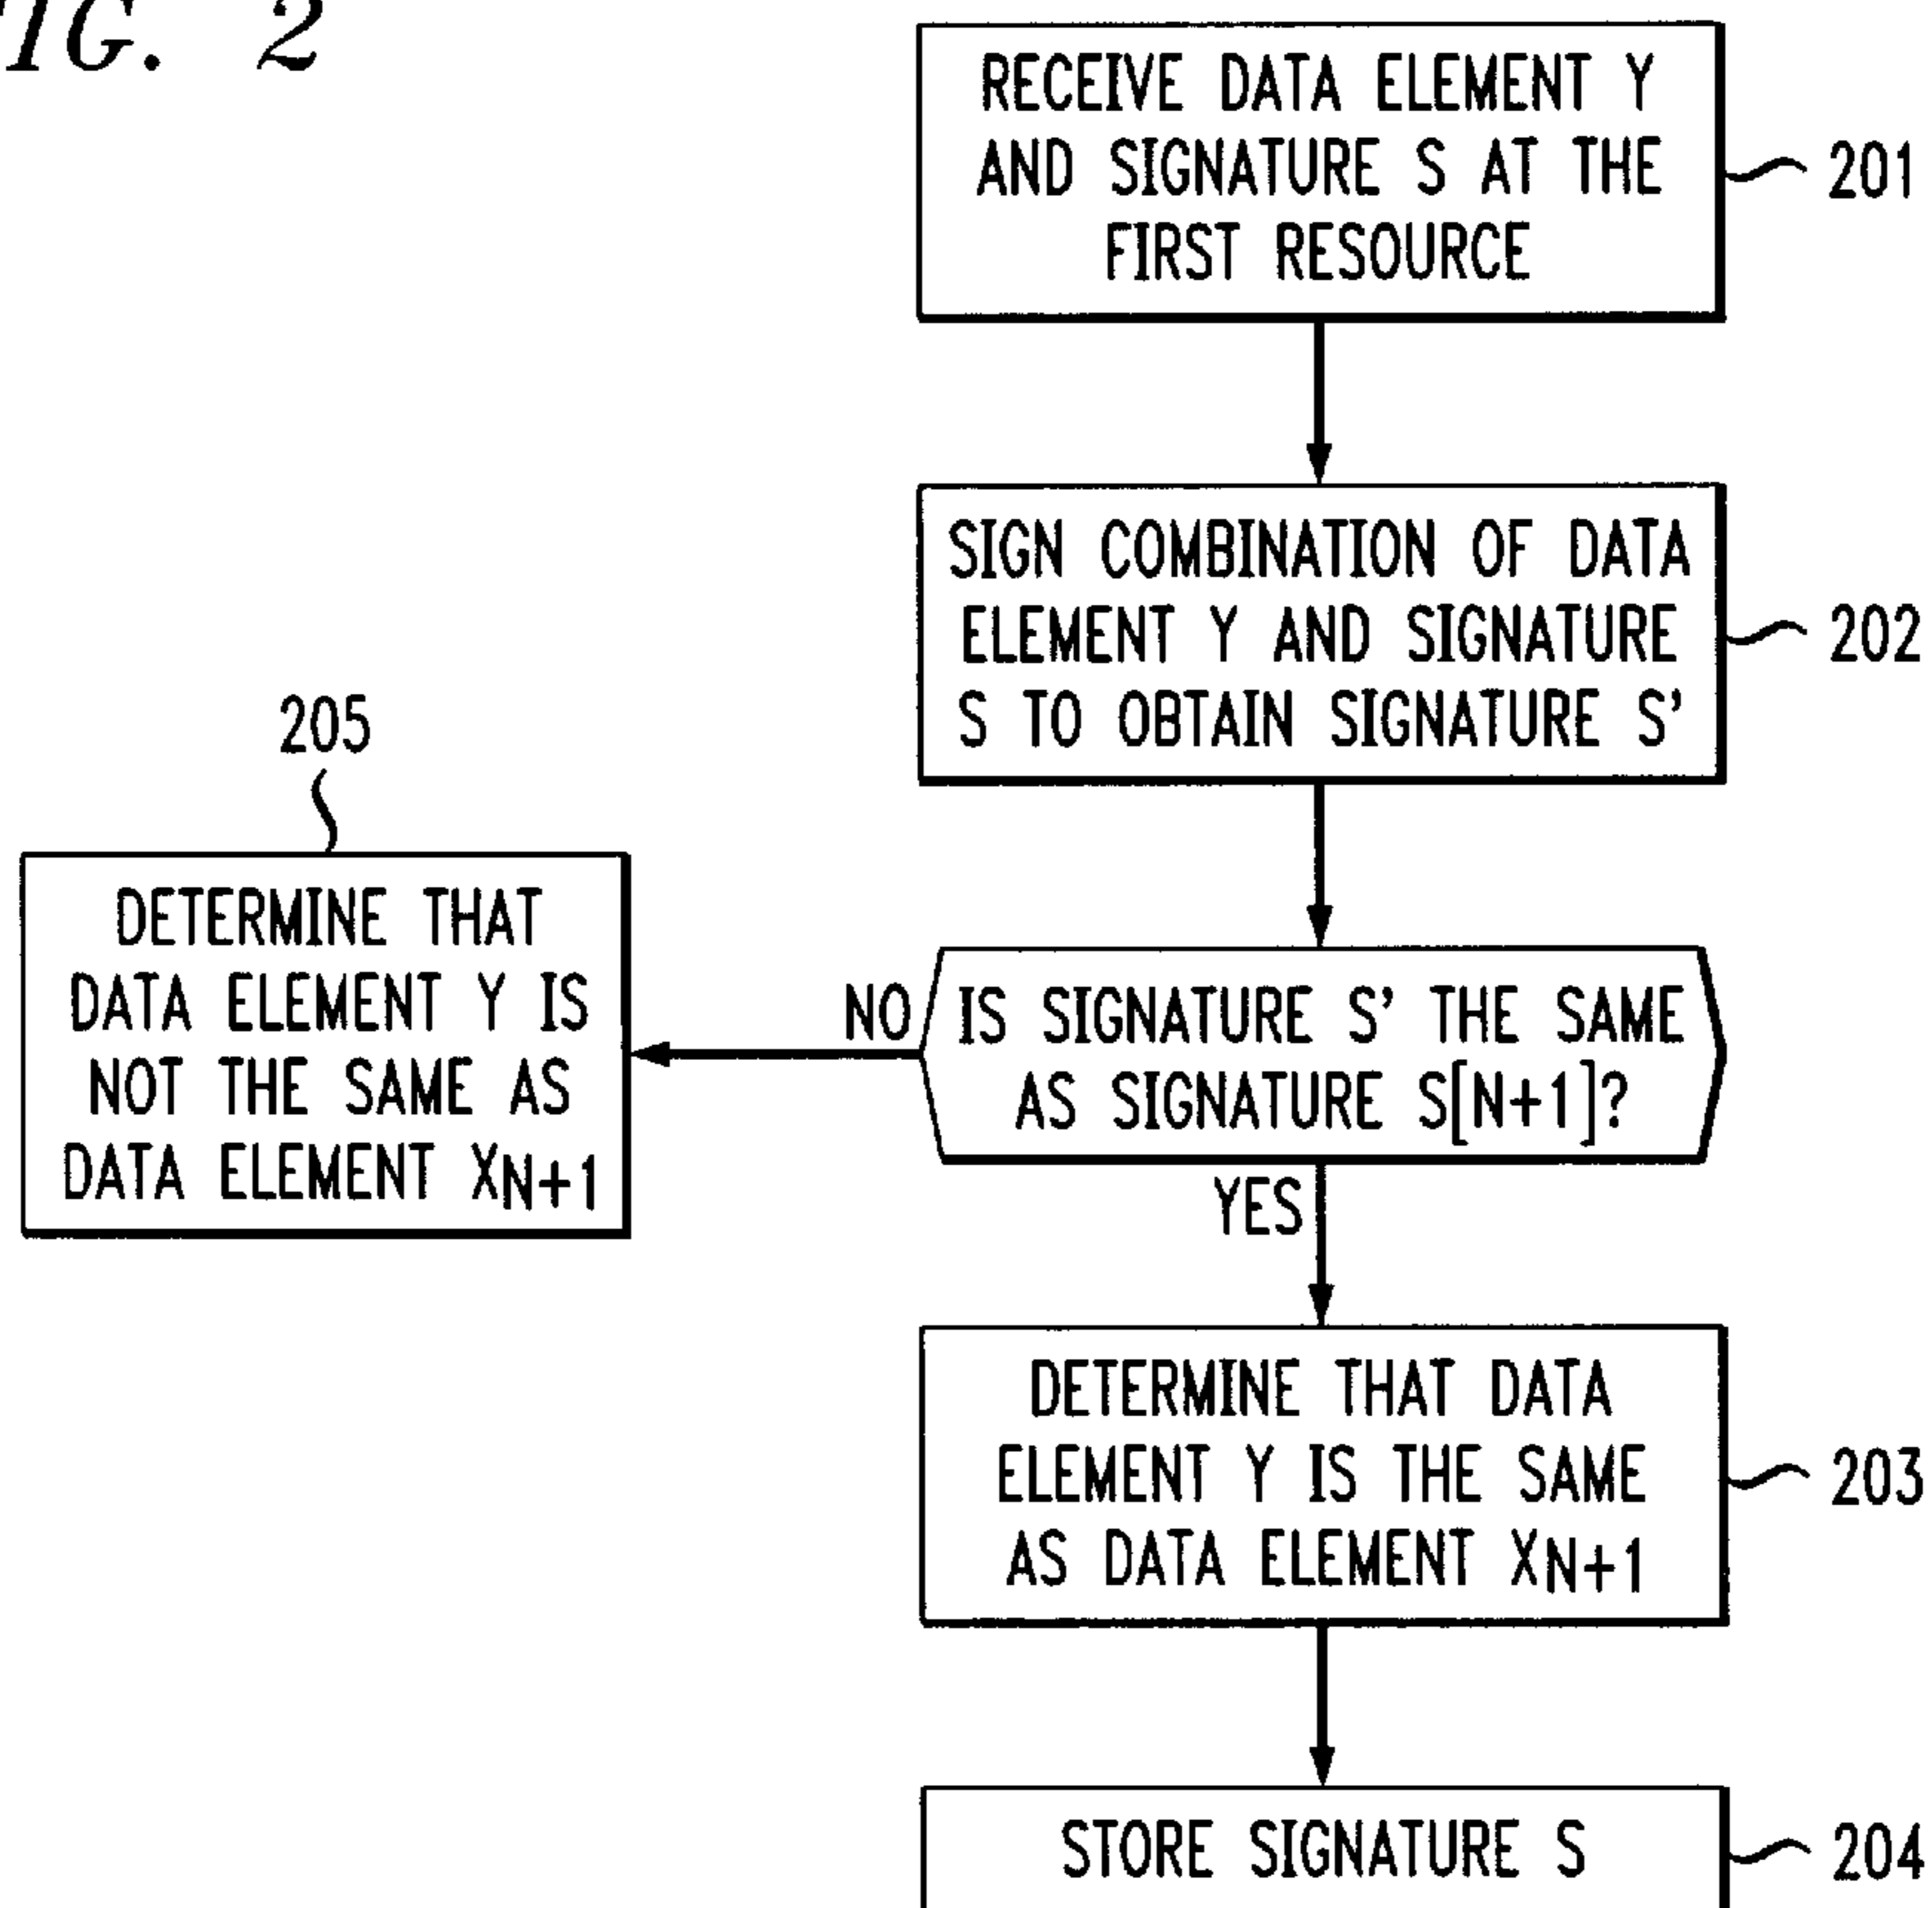 FIG. 2
RECEIVE DATA ELEMENT Y
AND SIGNATURE S AT THE
FIRST RESOURCE
201
SIGN COMBINATION OF DATA
ELEMENT Y AND SIGNATURE
S TO OBTAIN SIGNATURE S'
202
205
DETERMINE THAT
DATA ELEMENT Y IS
NOT THE SAME AS
DATA ELEMENT XN+1
NO
IS SIGNATURE S' THE SAME
AS SIGNATURE S[N+1]?
YES
DETERMINE THAT DATA
ELEMENT Y IS THE SAME
AS DATA ELEMENT XN+1
203
STORE SIGNATURE S
204